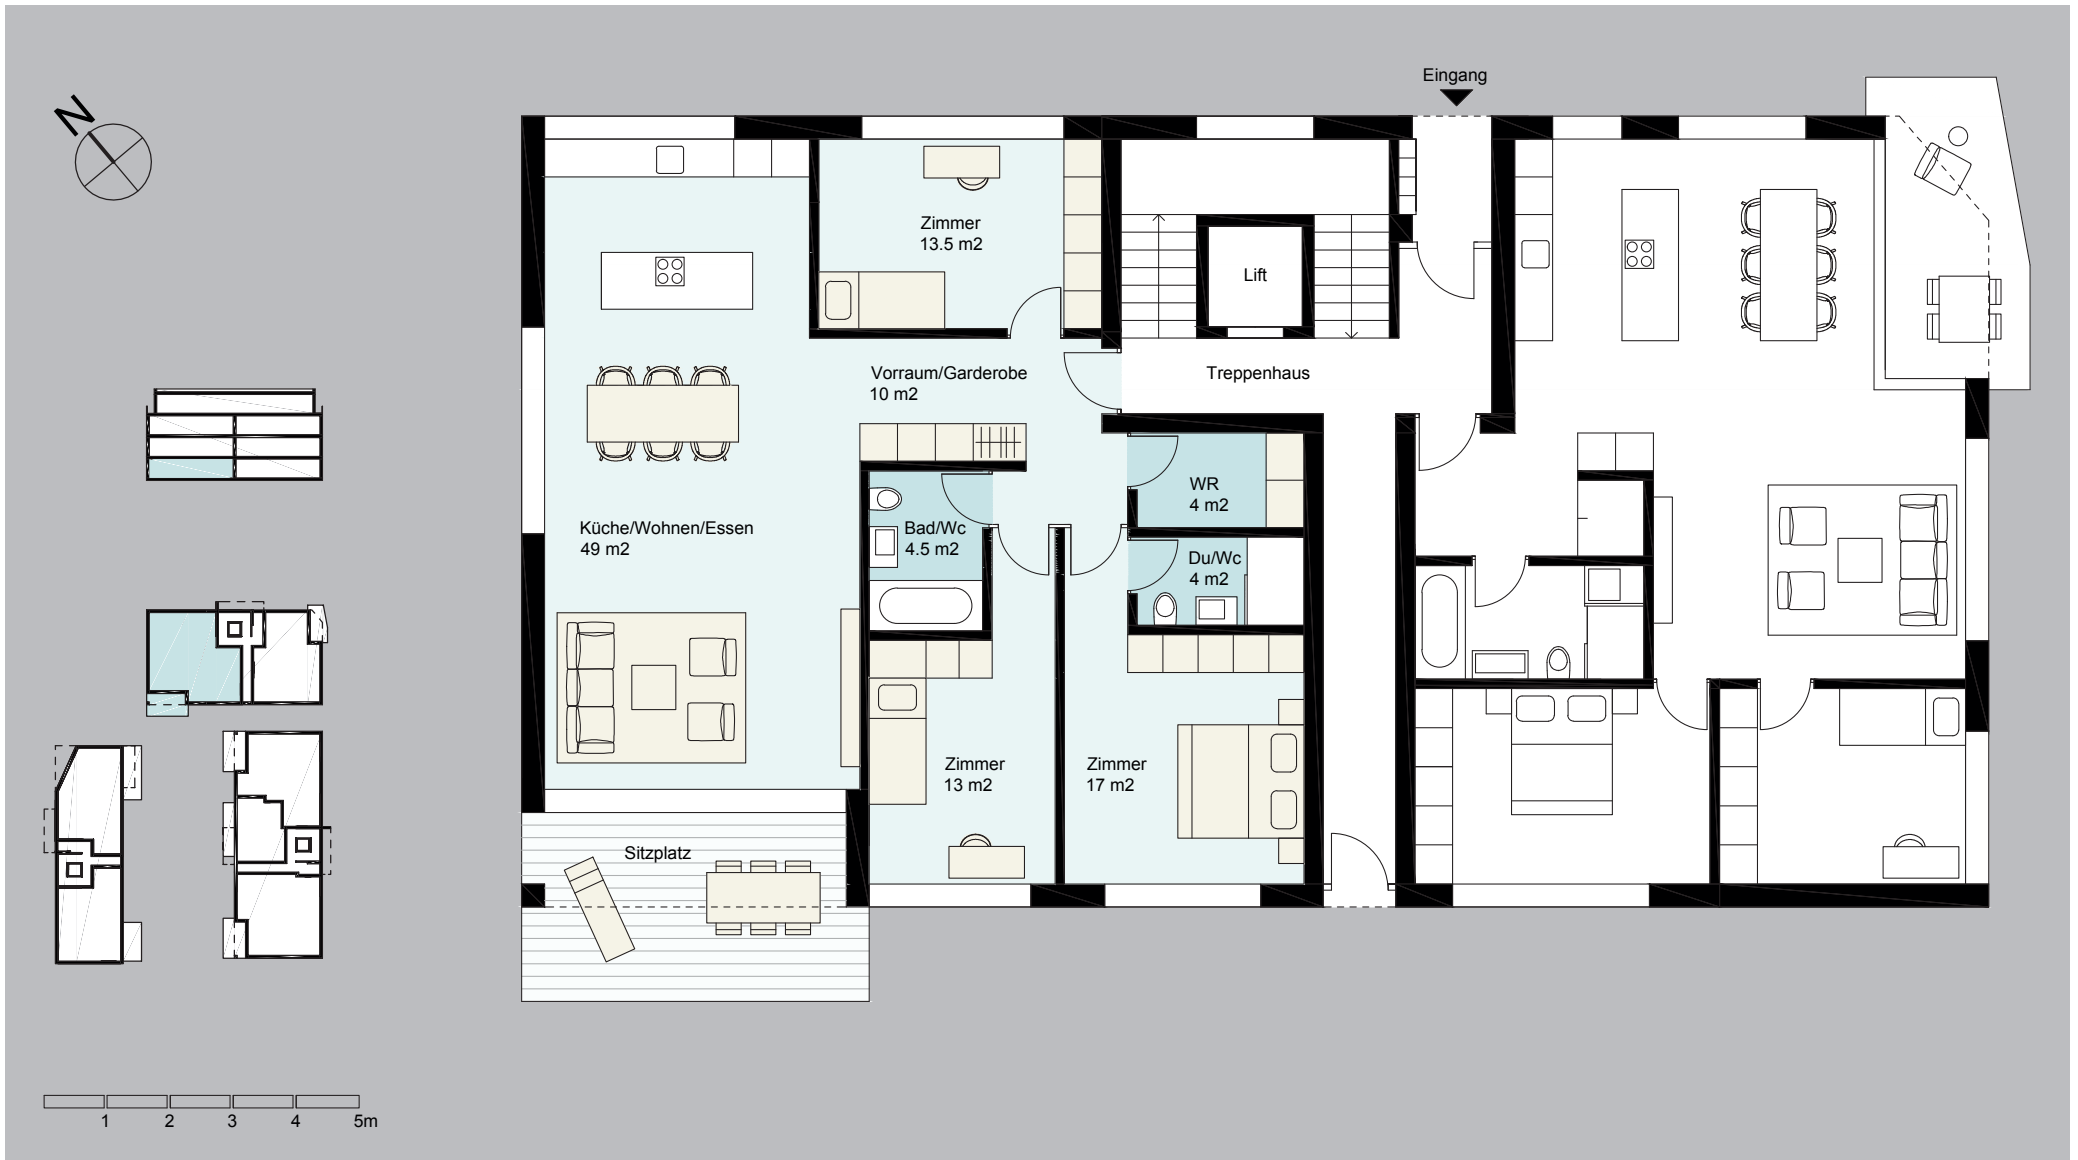 Eingang
N
Zimmer
13.5 m2
Lift
Vorraum/Garderobe
10 m2
Treppenhaus
WR
4 m2
Küche/Wohnen/Essen
49 m2
Bad/Wc
4.5 m2
Du/Wc
4 m2
Zimmer
13 m2
Zimmer
17 m2
Sitzplatz
1 2 3 4 5m